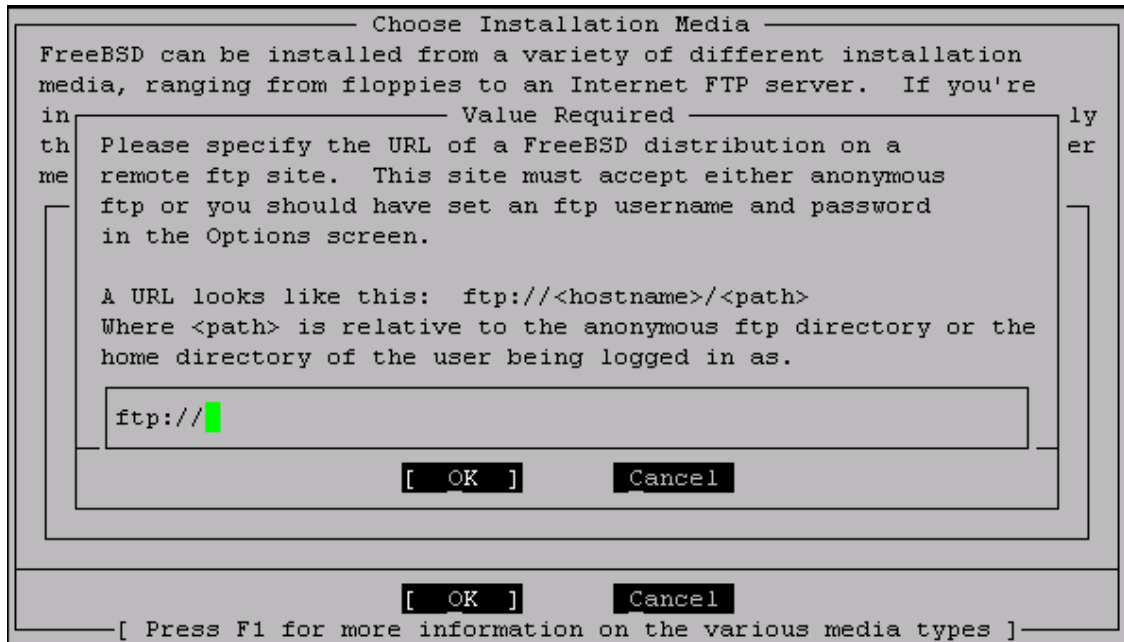 Choose Installation Media
FreeBSD can be installed from a variety of different installation
media, ranging from floppies to an Internet FTP server.  If you're
in Value Required ly
th Please specify the URL of a FreeBSD distribution on a er
me remote ftp site.  This site must accept either anonymous
ftp or you should have set an ftp username and password
in the Options screen.
A URL looks like this:  ftp://<hostname>/<path>
Where <path> is relative to the anonymous ftp directory or the
home directory of the user being logged in as.
ftp://
[ OK ] Cancel
[ OK ] Cancel
[ Press F1 for more information on the various media types ]